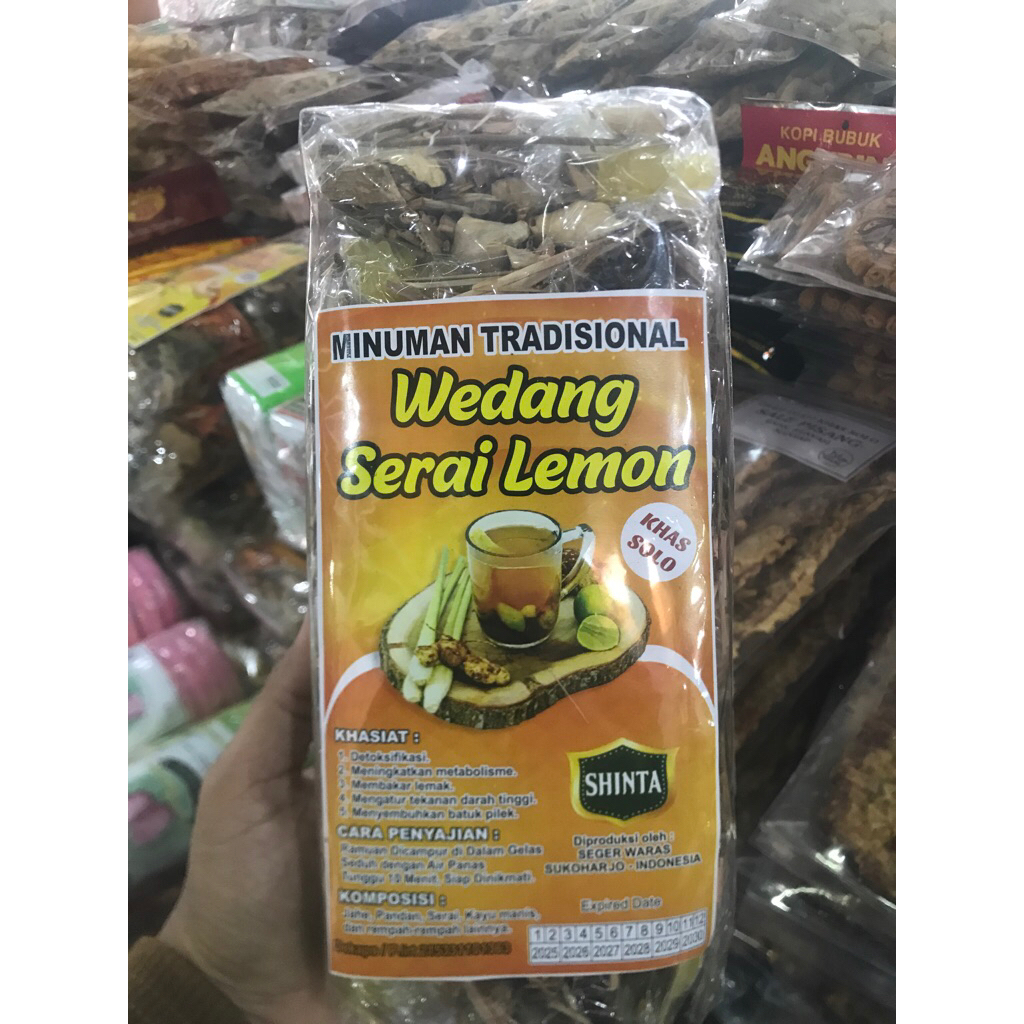 KOPI BUBUK
MINUMAN TRADISIONAL
Wedang
Serai Lemon
KHAS
SOLO
SALE PISANG
KHASIAT :
1. Detoksifikasi.
2. Meningkatkan metabolisme.
3. Membakar lemak.
4. Mengatur tekanan darah tinggi.
5. Menyembuhkan batuk pilek.
CARA PENYAJIAN :
Ramuan Dicampur di Dalam Gelas
Seduh dengan Air Panas
Tunggu 10 Menit, Siap Dinikmati.
KOMPOSISI :
Jahe, Pandan, Serai, Kayu manis
dan rempah-rempah lainnya.
SHINTA
Diproduksi oleh :
SEGER WARAS
SUKOHARJO - INDONESIA
Expired Date
1 2 3 4 5 6 7 8 9 10 11 12
2025 2026 2027 2028 2029 2030